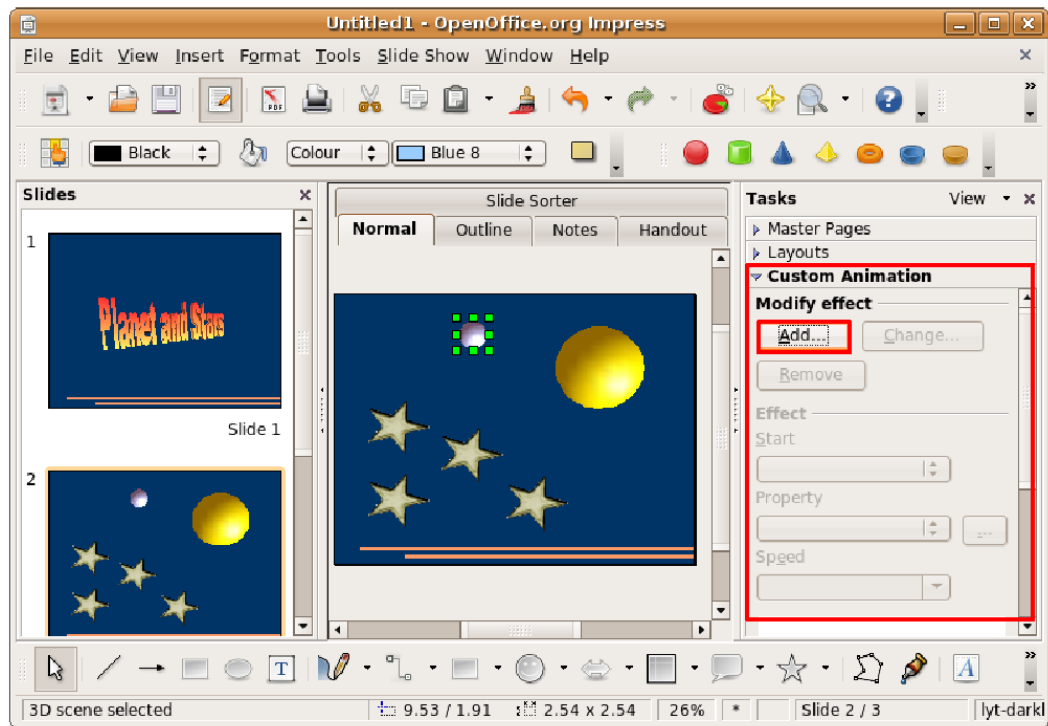 Untitled1 - OpenOffice.org Impress
File Edit View Insert Format Tools Slide Show Window Help
PDF
Black Colour Blue 8
Slides
Slide Sorter
Tasks View
Normal Outline Notes Handout
Master Pages
Layouts
Custom Animation
Modify effect
Add... Change...
Remove
Effect
Start
Property
...
Speed
1
Planet and Stars
Slide 1
2
T A
3D scene selected 9.53 / 1.91 2.54 x 2.54 26% * Slide 2 / 3 lyt-darkl